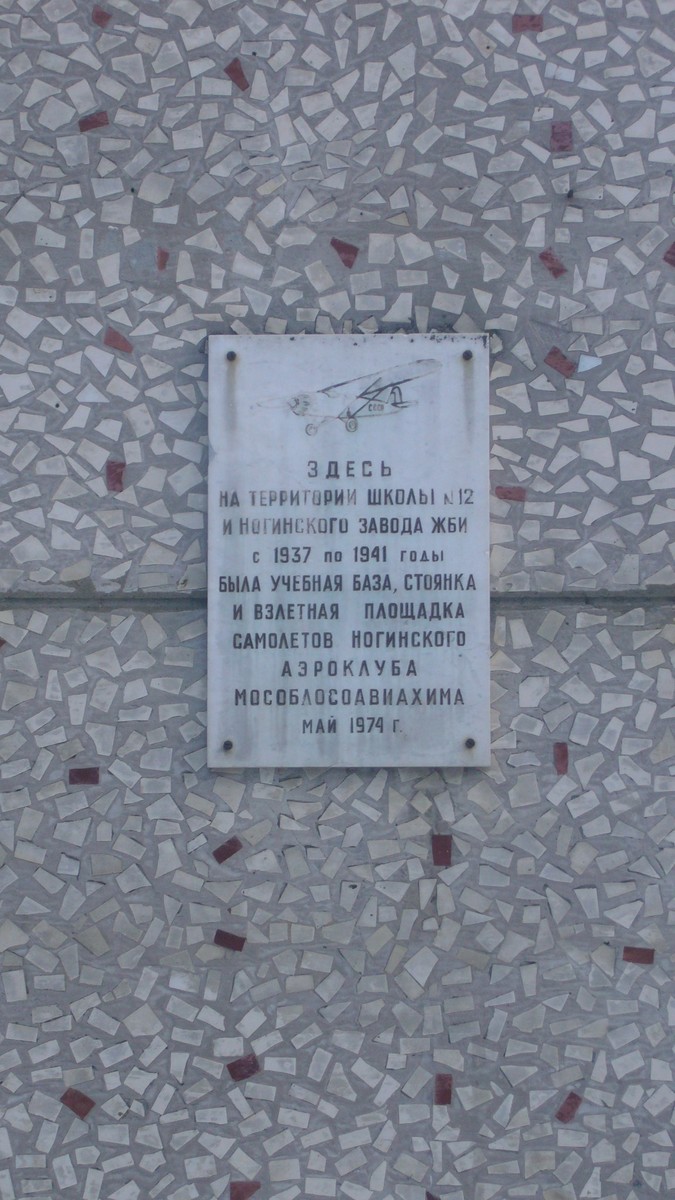 СССР
ЗДЕСЬ
НА ТЕРРИТОРИИ ШКОЛЫ №12
И НОГИНСКОГО ЗАВОДА ЖБИ
С 1937 ПО 1941 ГОДЫ
БЫЛА УЧЕБНАЯ БАЗА, СТОЯНКА
И ВЗЛЕТНАЯ ПЛОЩАДКА
САМОЛЕТОВ НОГИНСКОГО
АЭРОКЛУБА
МОСОБЛОСОАВИАХИМА
МАЙ 1974 Г.